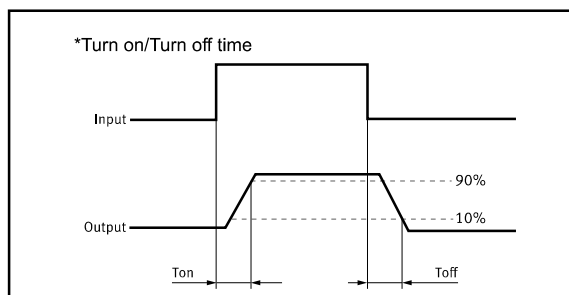 *Turn on/Turn off time
Input
90%
10%
Output
Ton
Toff